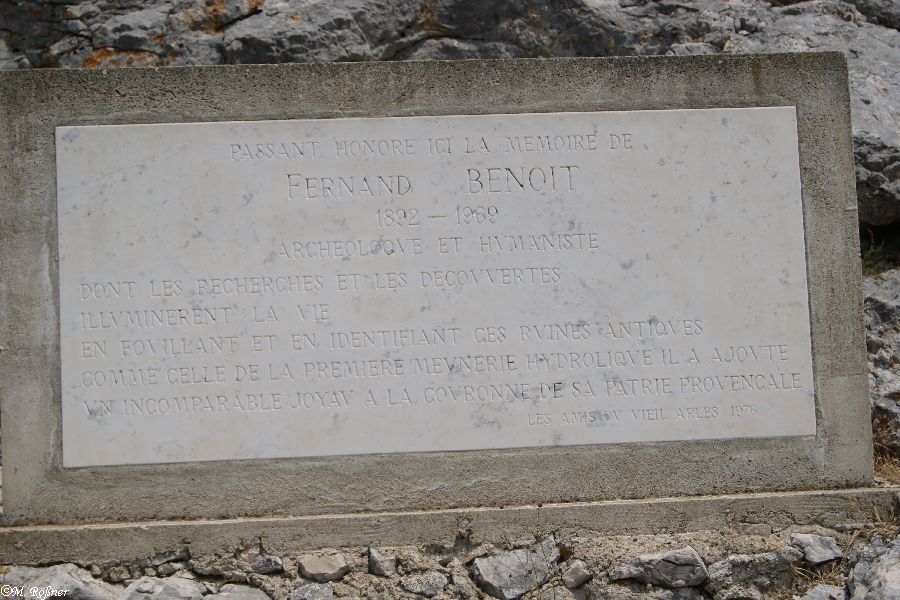 PASSANT HONORE ICI LA MEMOIRE DE
FERNAND BENOIT
1892 — 1969
ARCHEOLOQVE ET HVMANISTE
DONT LES RECHERCHES ET LES DECOVVERTES
ILLVMINERENT LA VIE
EN FOVILLANT ET EN IDENTIFIANT CES RVINES ANTIQVES
COMME CELLE DE LA PREMIERE MEVNERIE HYDROLIQVE IL A AJOVTE
VN INCOMPARABLE JOYAV A LA COVRONNE DE SA PATRIE PROVENCALE
LES AMIS DV VIEIL ARLES 1976
©M. Rößner